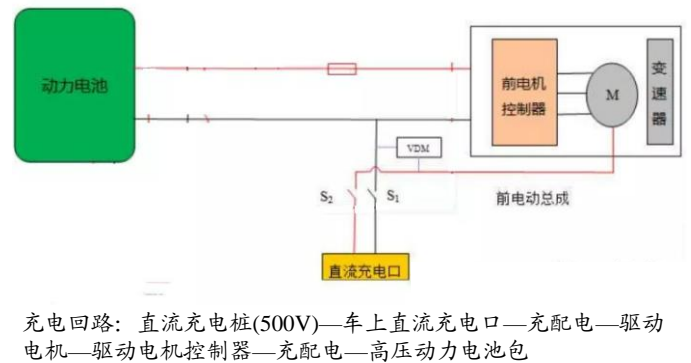 动力电池
前电机
控制器
M
变
速
器
VDM
S2
S1
前电动总成
直流充电口
充电回路：直流充电桩(500V)—车上直流充电口—充配电—驱动
电机—驱动电机控制器—充配电—高压动力电池包